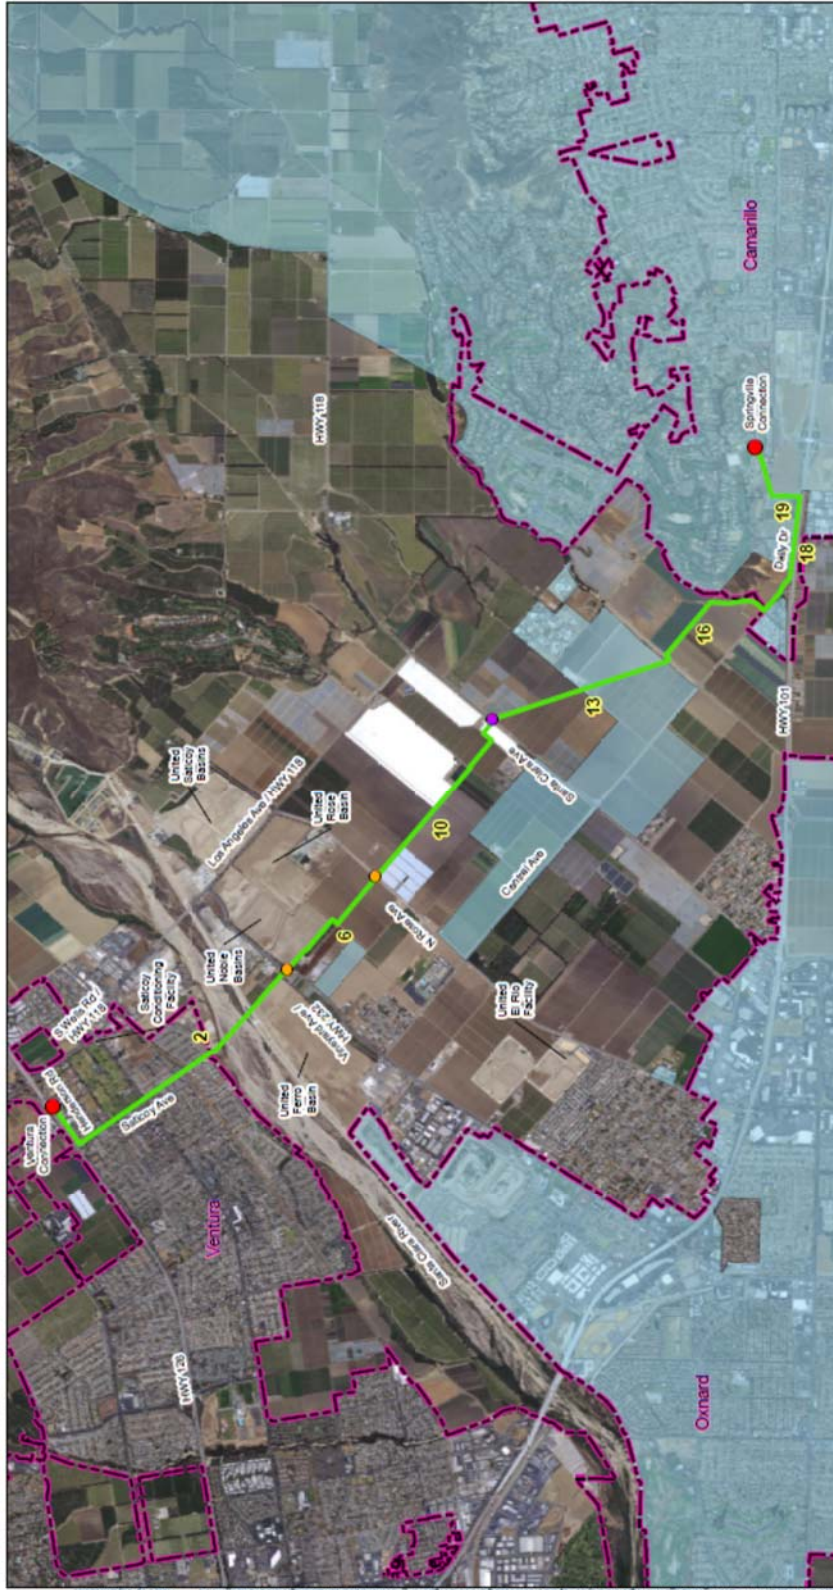 Ventura
Connection
Henderson Rd
S Wells Rd /
HWY 118
Saticoy
Conditioning
Facility
Saticoy Ave
2
Ventura
HWY 126
United
Noble
Basins
United
Saticoy
Basins
Los Angeles Ave / HWY 118
United
Rose
Basin
United
Ferro
Basin
Vineyard Ave /
HWY 232
6
N Rose Ave
10
Santa Clara River
United
El Rio
Facility
Central Ave
Santa Clara Ave
13
HWY 118
16
HWY 101
Daily Dr
18
19
Springville
Connection
Camarillo
Oxnard